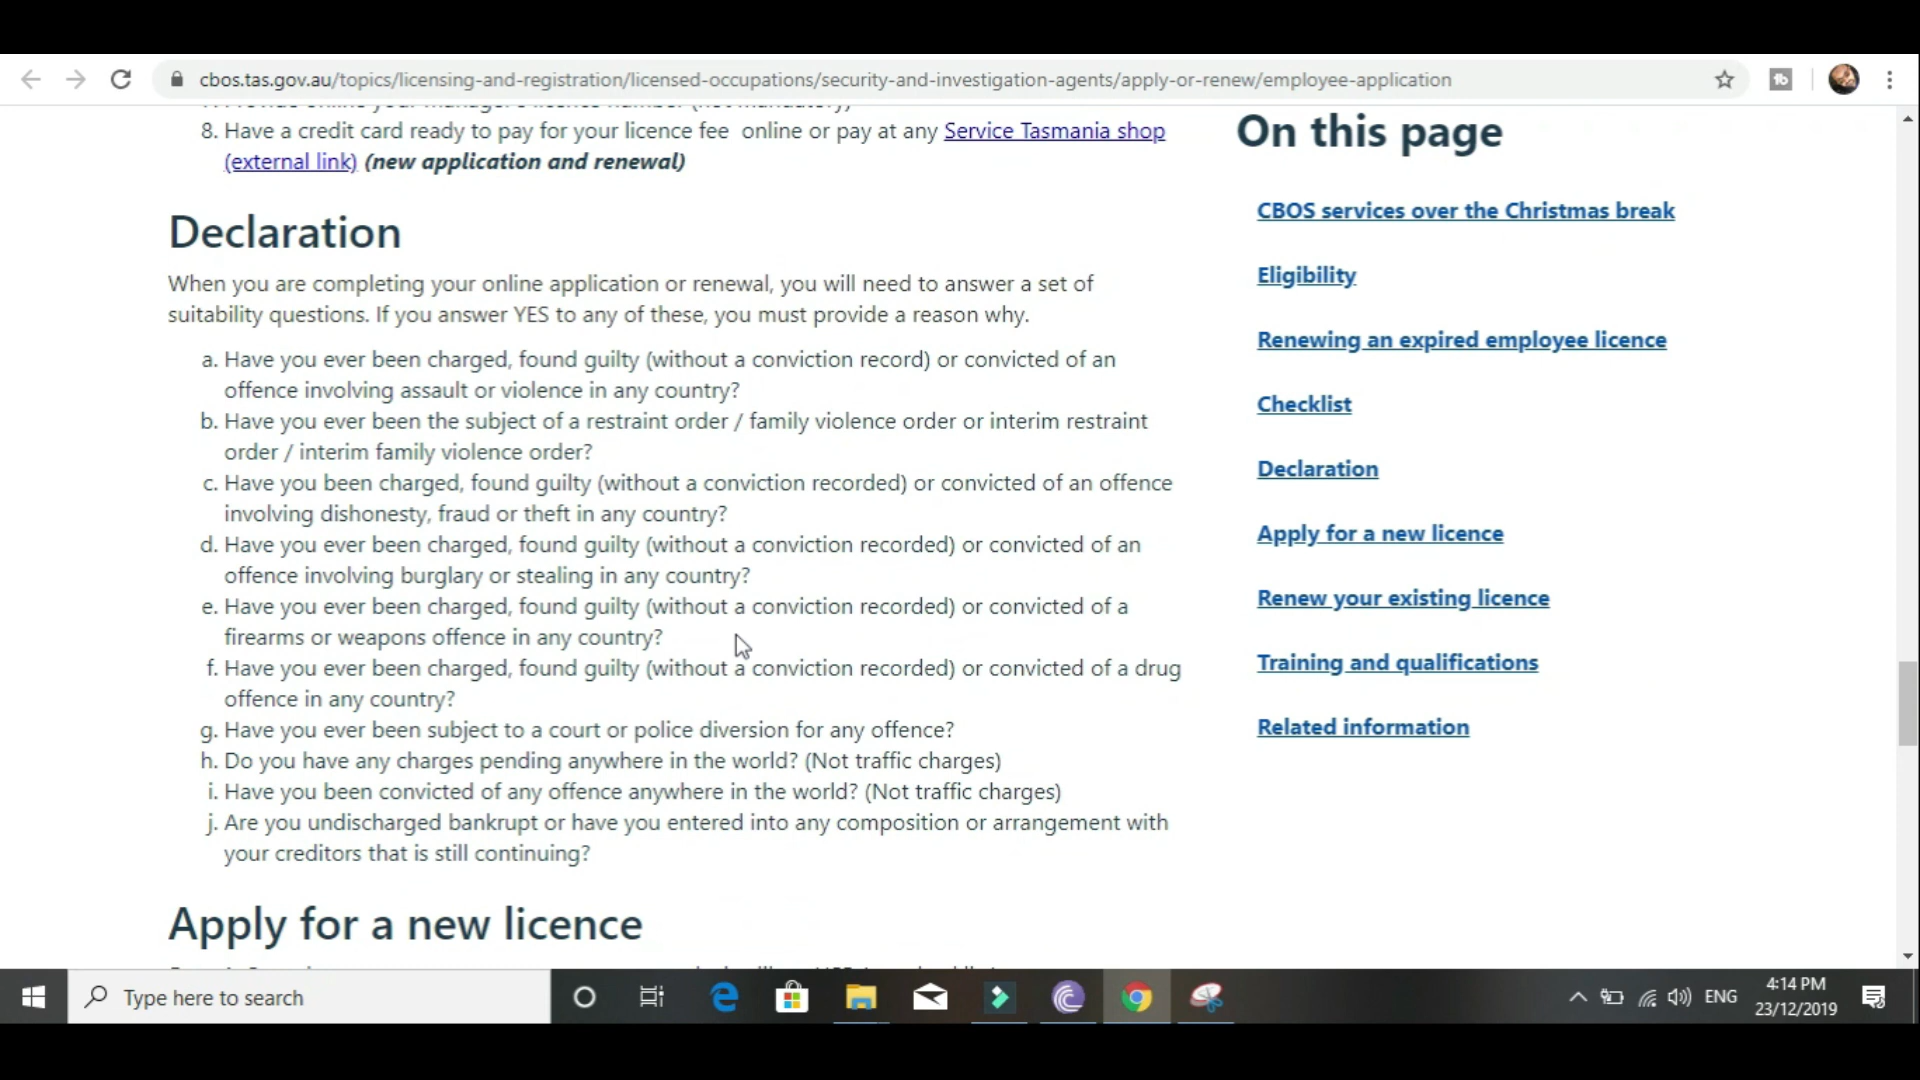 cbos.tas.gov.au/topics/licensing-and-registration/licensed-occupations/security-and-investigation-agents/apply-or-renew/employee-application
8. Have a credit card ready to pay for your licence fee online or pay at any Service Tasmania shop
(external link) (new application and renewal)
Declaration
When you are completing your online application or renewal, you will need to answer a set of
suitability questions. If you answer YES to any of these, you must provide a reason why.
a. Have you ever been charged, found guilty (without a conviction record) or convicted of an
offence involving assault or violence in any country?
b. Have you ever been the subject of a restraint order / family violence order or interim restraint
order / interim family violence order?
c. Have you been charged, found guilty (without a conviction recorded) or convicted of an offence
involving dishonesty, fraud or theft in any country?
d. Have you ever been charged, found guilty (without a conviction recorded) or convicted of an
offence involving burglary or stealing in any country?
e. Have you ever been charged, found guilty (without a conviction recorded) or convicted of a
firearms or weapons offence in any country?
f. Have you ever been charged, found guilty (without a conviction recorded) or convicted of a drug
offence in any country?
g. Have you ever been subject to a court or police diversion for any offence?
h. Do you have any charges pending anywhere in the world? (Not traffic charges)
i. Have you been convicted of any offence anywhere in the world? (Not traffic charges)
j. Are you undischarged bankrupt or have you entered into any composition or arrangement with
your creditors that is still continuing?
Apply for a new licence
On this page
CBOS services over the Christmas break
Eligibility
Renewing an expired employee licence
Checklist
Declaration
Apply for a new licence
Renew your existing licence
Training and qualifications
Related information
Type here to search
ENG
4:14 PM
23/12/2019